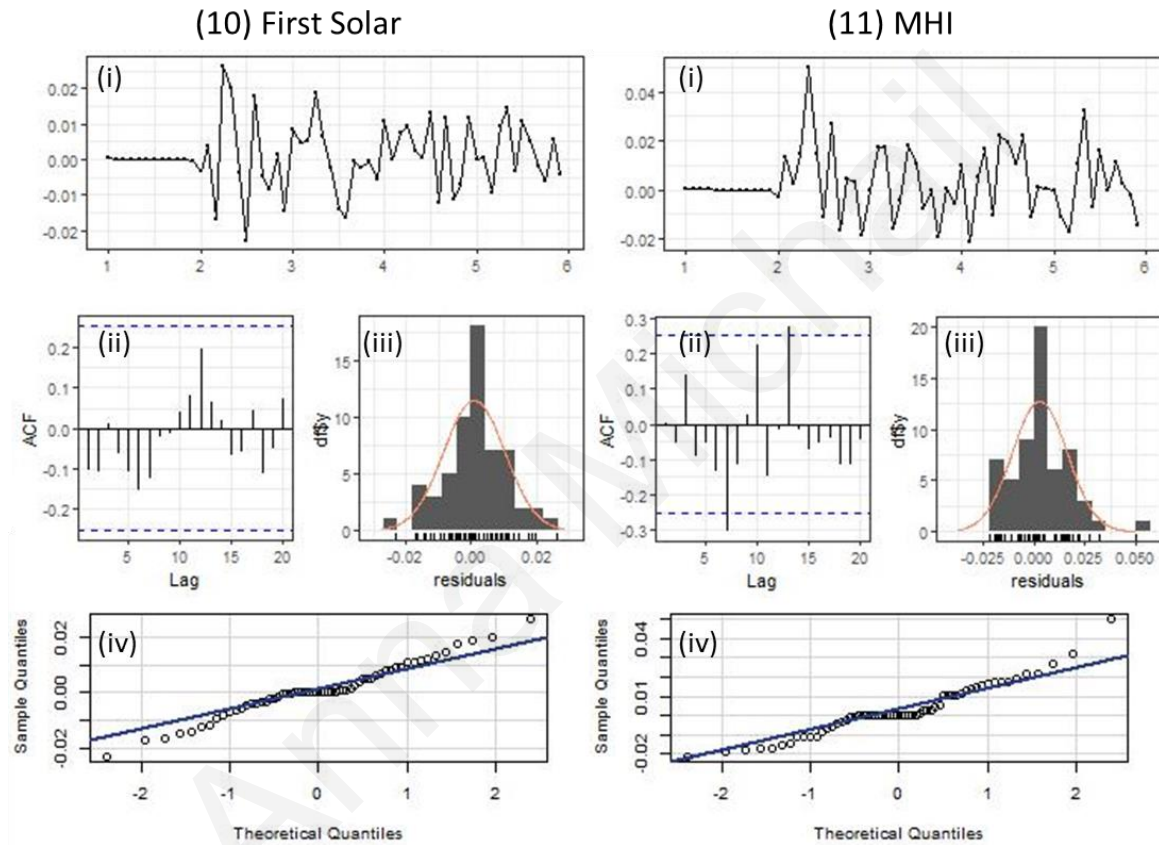 (10) First Solar
(11) MHI
(i)
0.02
0.01
0.00
-0.01
-0.02
1 2 3 4 5 6
(i)
0.04
0.02
0.00
-0.02
1 2 3 4 5 6
(ii)
ACF
0.2
0.1
0.0
-0.1
-0.2
5 10 15 20
Lag
(iii)
df$y
15
10
5
0
-0.02 0.00 0.02
residuals
(ii)
ACF
0.3
0.2
0.1
0.0
-0.1
-0.2
-0.3
5 10 15 20
Lag
(iii)
df$y
20
15
10
5
0
-0.025 0.000 0.025 0.050
residuals
(iv)
Sample Quantiles
0.02
0.00
-0.02
-2 -1 0 1 2
Theoretical Quantiles
(iv)
Sample Quantiles
0.04
0.01
-0.02
-2 -1 0 1 2
Theoretical Quantiles
Anna Michail